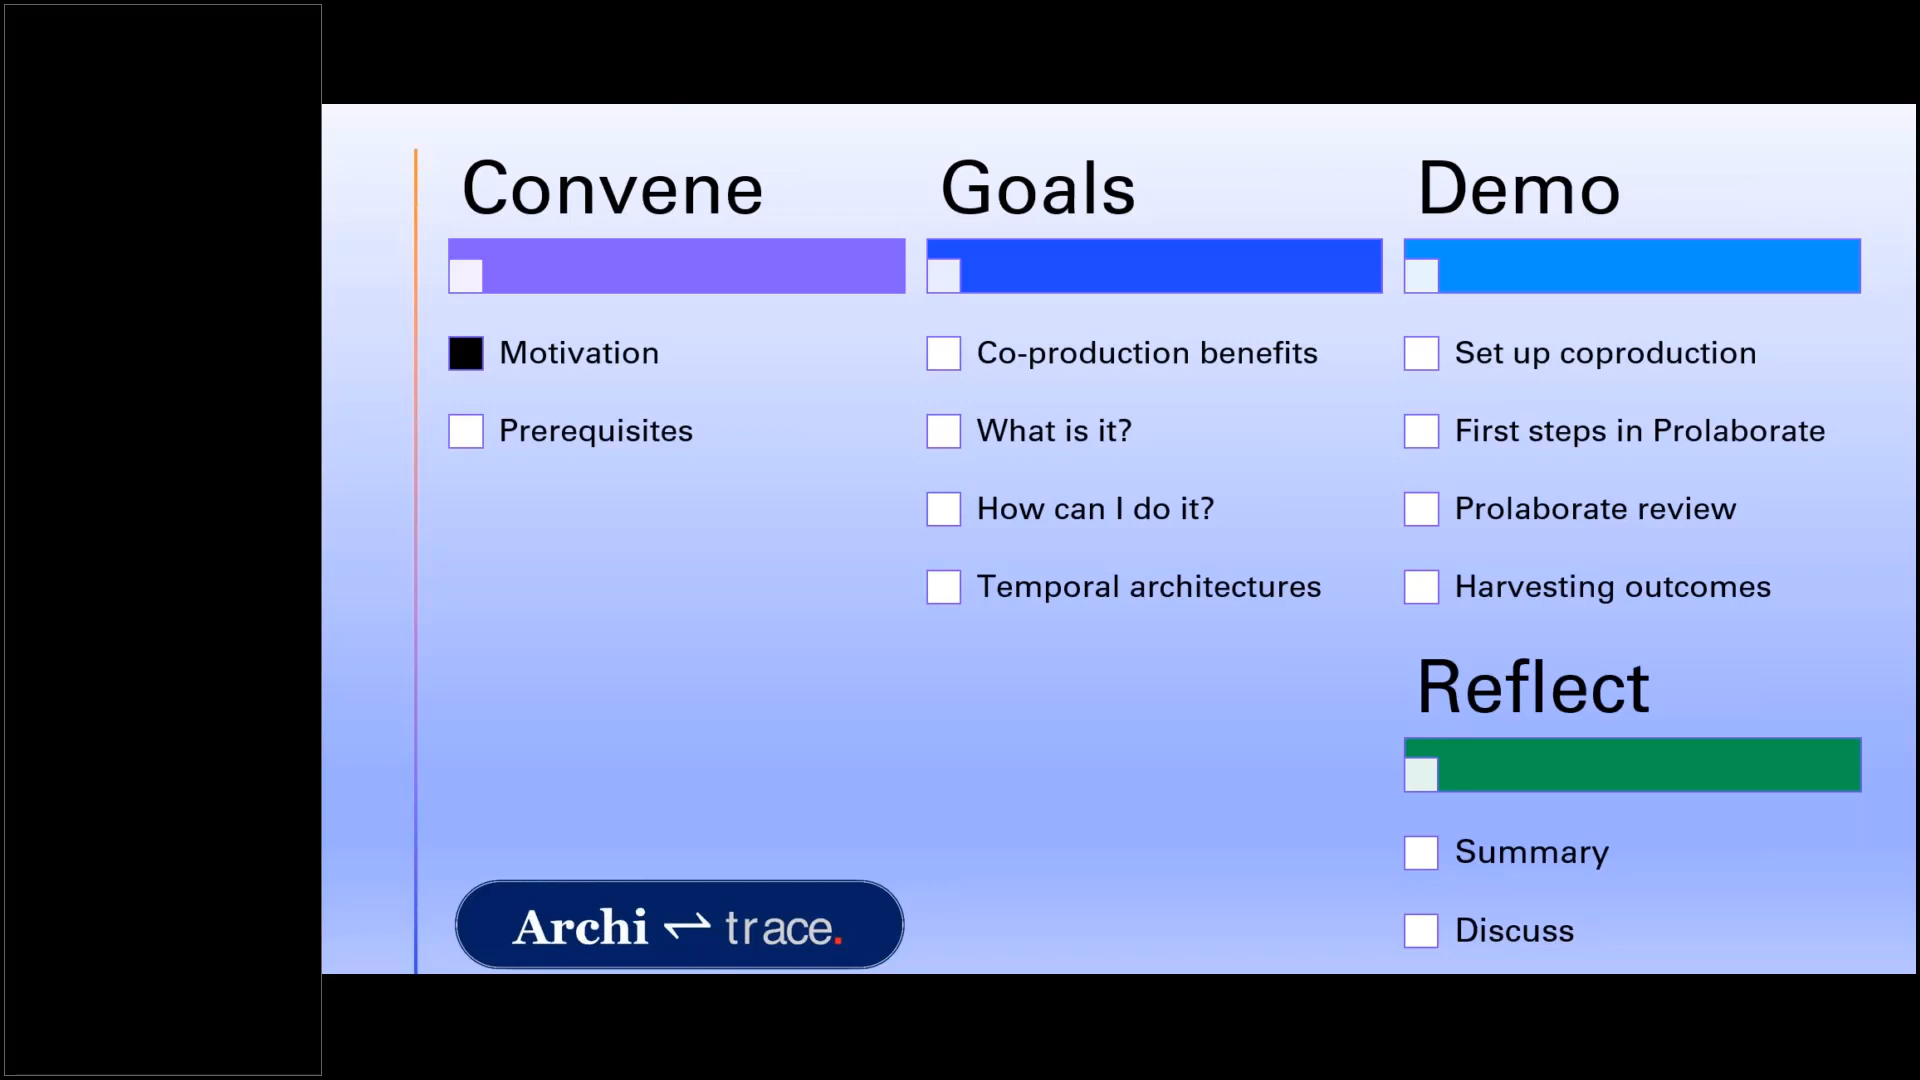 Convene
Motivation
Prerequisites
Goals
Co-production benefits
What is it?
How can I do it?
Temporal architectures
Demo
Set up coproduction
First steps in Prolaborate
Prolaborate review
Harvesting outcomes
Reflect
Summary
Discuss
Archi ⇌ trace.